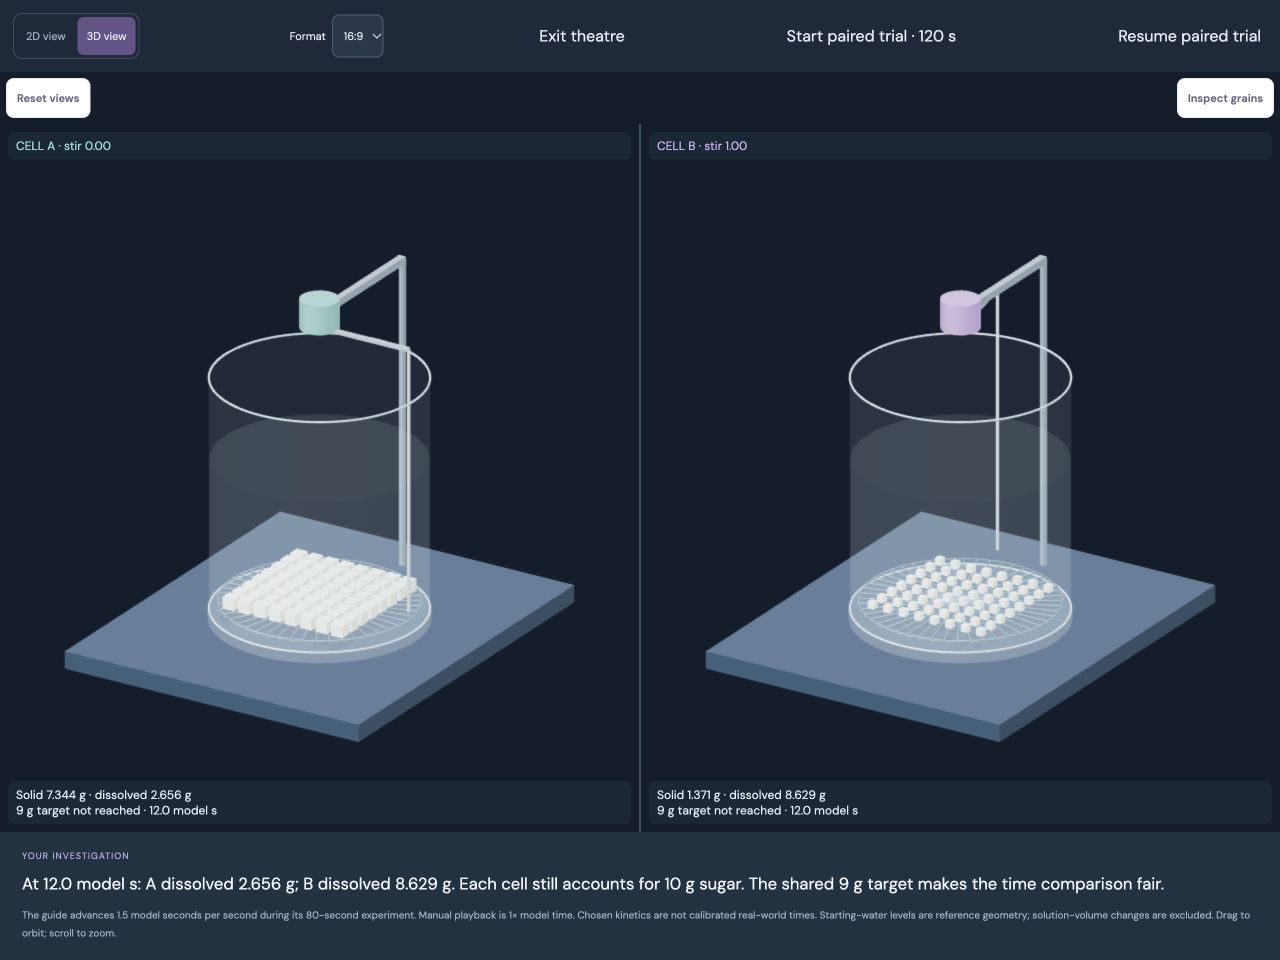 2D view
3D view
Format
16:9
Exit theatre
Start paired trial · 120 s
Resume paired trial
Reset views
Inspect grains
CELL A · stir 0.00
CELL B · stir 1.00
Solid 7.344 g · dissolved 2.656 g
9 g target not reached · 12.0 model s
Solid 1.371 g · dissolved 8.629 g
9 g target not reached · 12.0 model s
YOUR INVESTIGATION
At 12.0 model s: A dissolved 2.656 g; B dissolved 8.629 g. Each cell still accounts for 10 g sugar. The shared 9 g target makes the time comparison fair.
The guide advances 1.5 model seconds per second during its 80-second experiment. Manual playback is 1× model time. Chosen kinetics are not calibrated real-world times. Starting-water levels are reference geometry; solution-volume changes are excluded. Drag to
orbit; scroll to zoom.